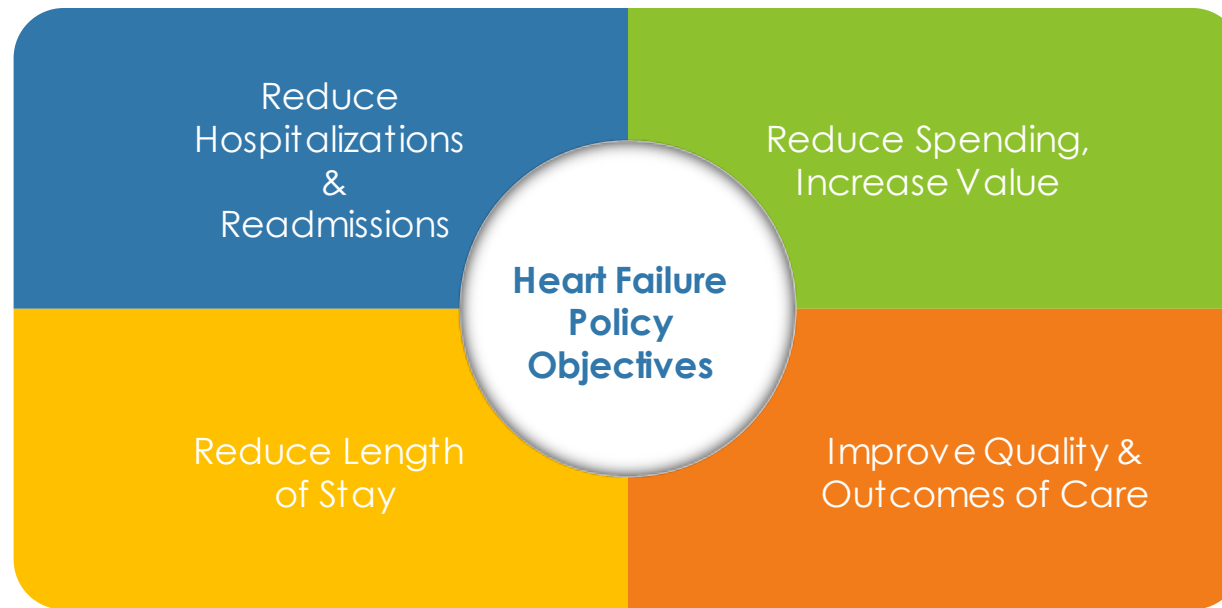 Reduce
Hospitalizations
&
Readmissions
Reduce Spending,
Increase Value
Heart Failure
Policy
Objectives
Reduce Length
of Stay
Improve Quality &
Outcomes of Care